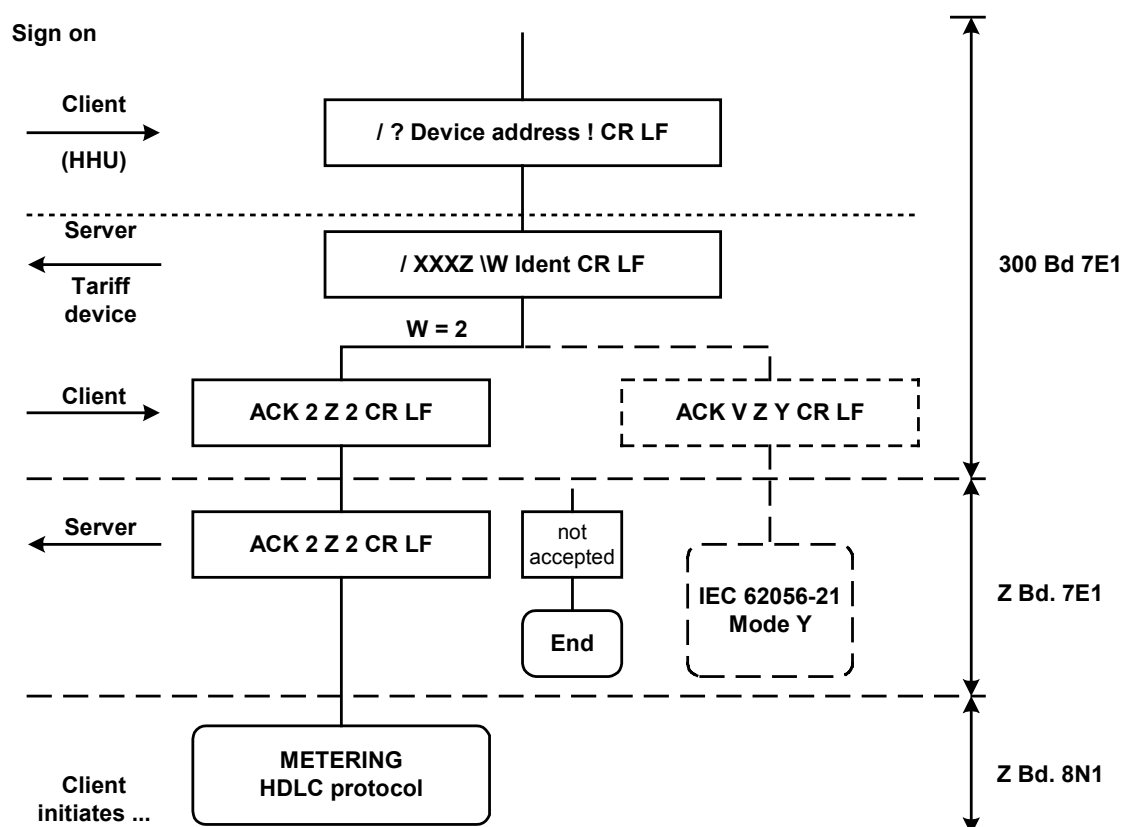 Sign on
Client
(HHU)
/ ? Device address ! CR LF
Server
Tariff
device
/ XXXZ \W Ident CR LF
300 Bd 7E1
W = 2
Client
ACK 2 Z 2 CR LF
ACK V Z Y CR LF
Server
ACK 2 Z 2 CR LF
not
accepted
End
IEC 62056-21
Mode Y
Z Bd. 7E1
METERING
HDLC protocol
Client
initiates ...
Z Bd. 8N1